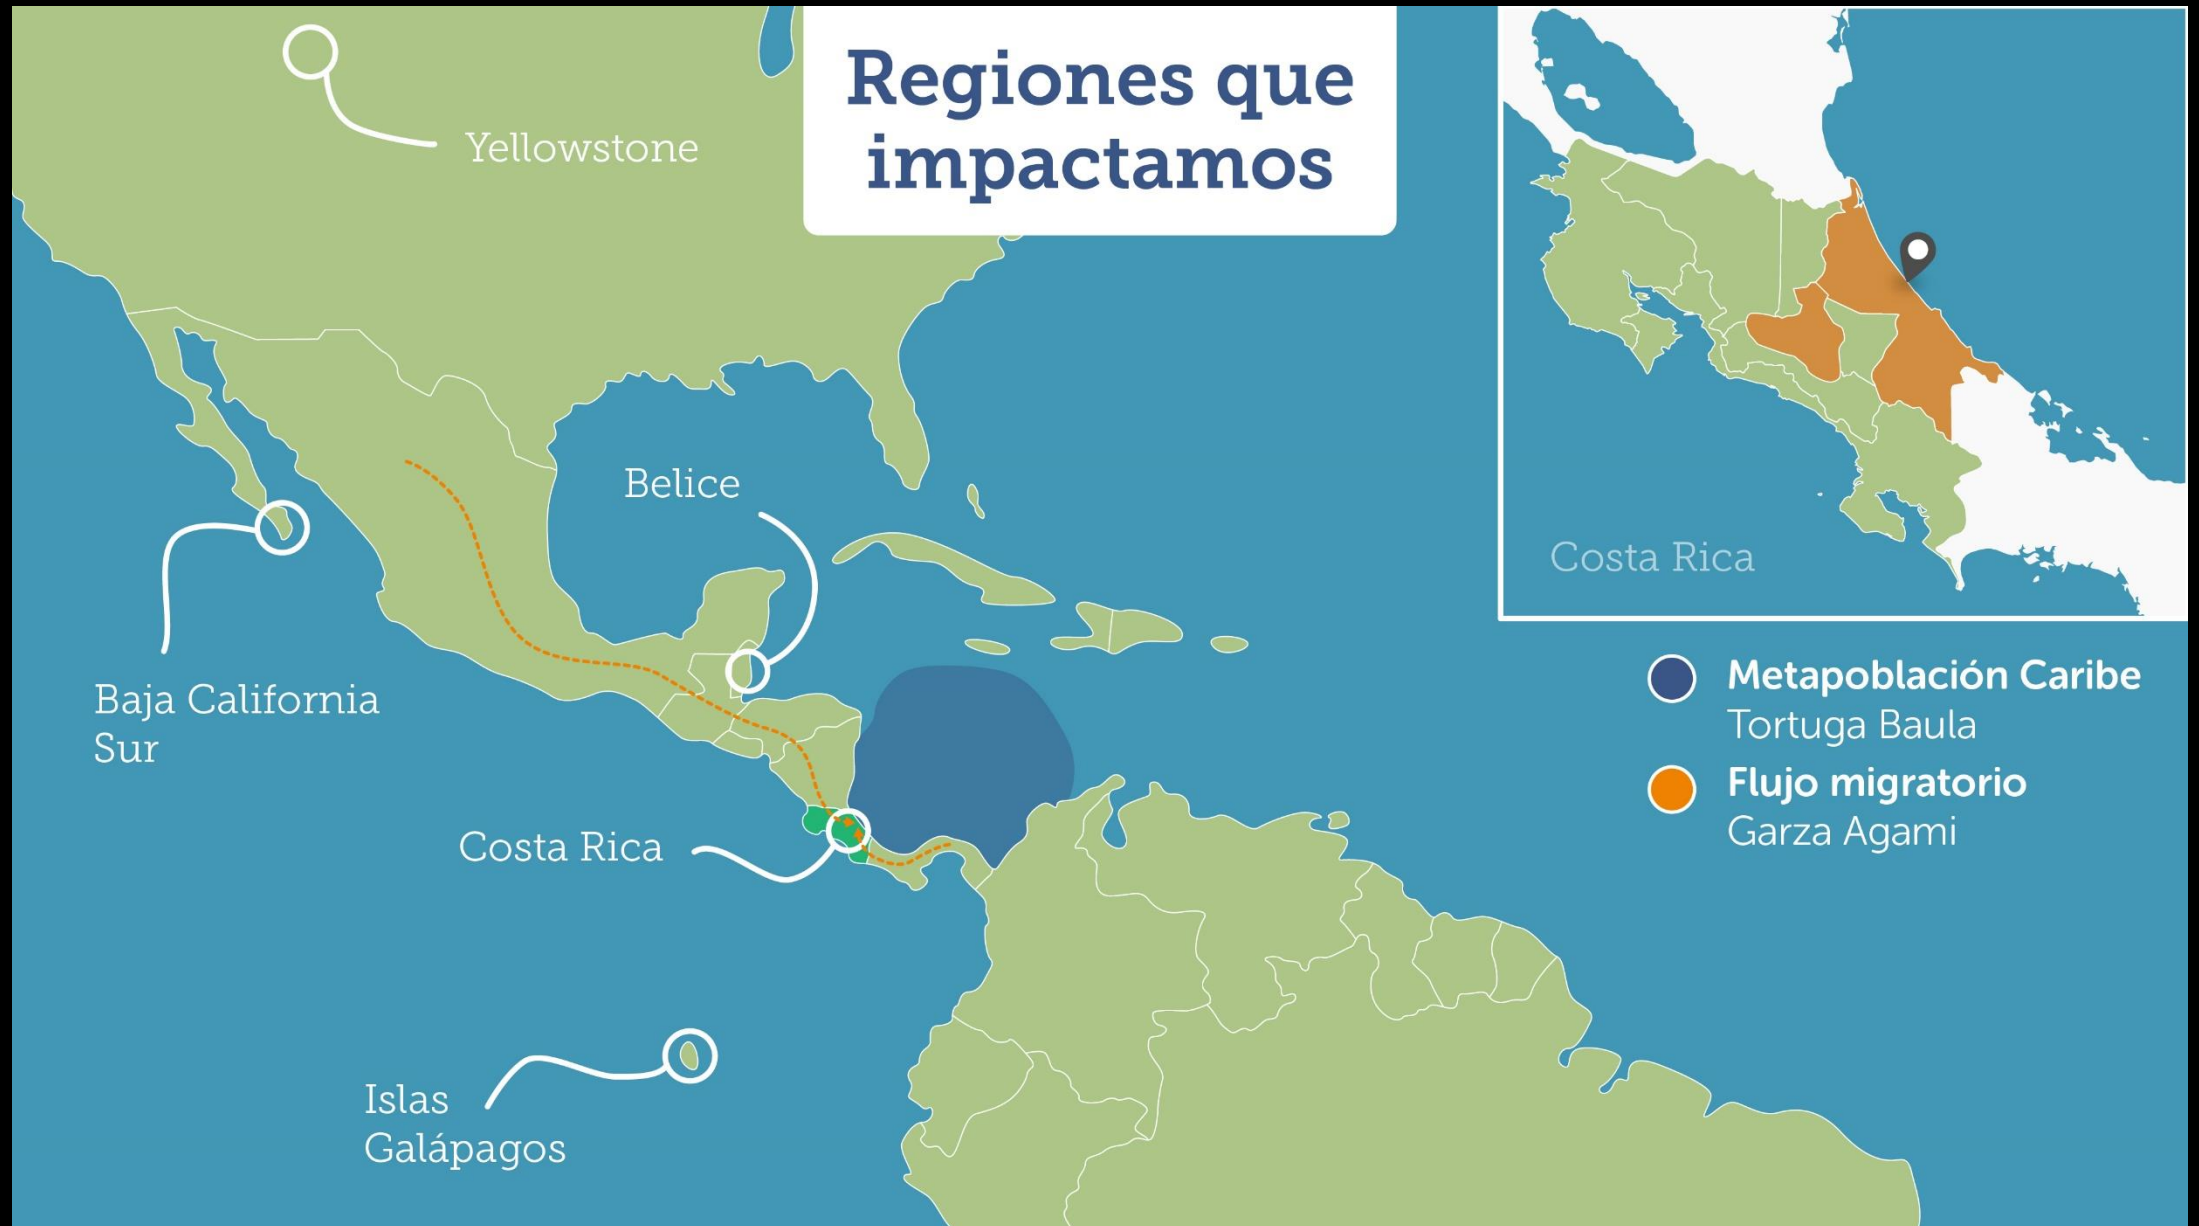 Regiones que
impactamos
Yellowstone
Belice
Baja California
Sur
Costa Rica
Islas
Galápagos
Costa Rica
Metapoblación Caribe
Tortuga Baula
Flujo migratorio
Garza Agami